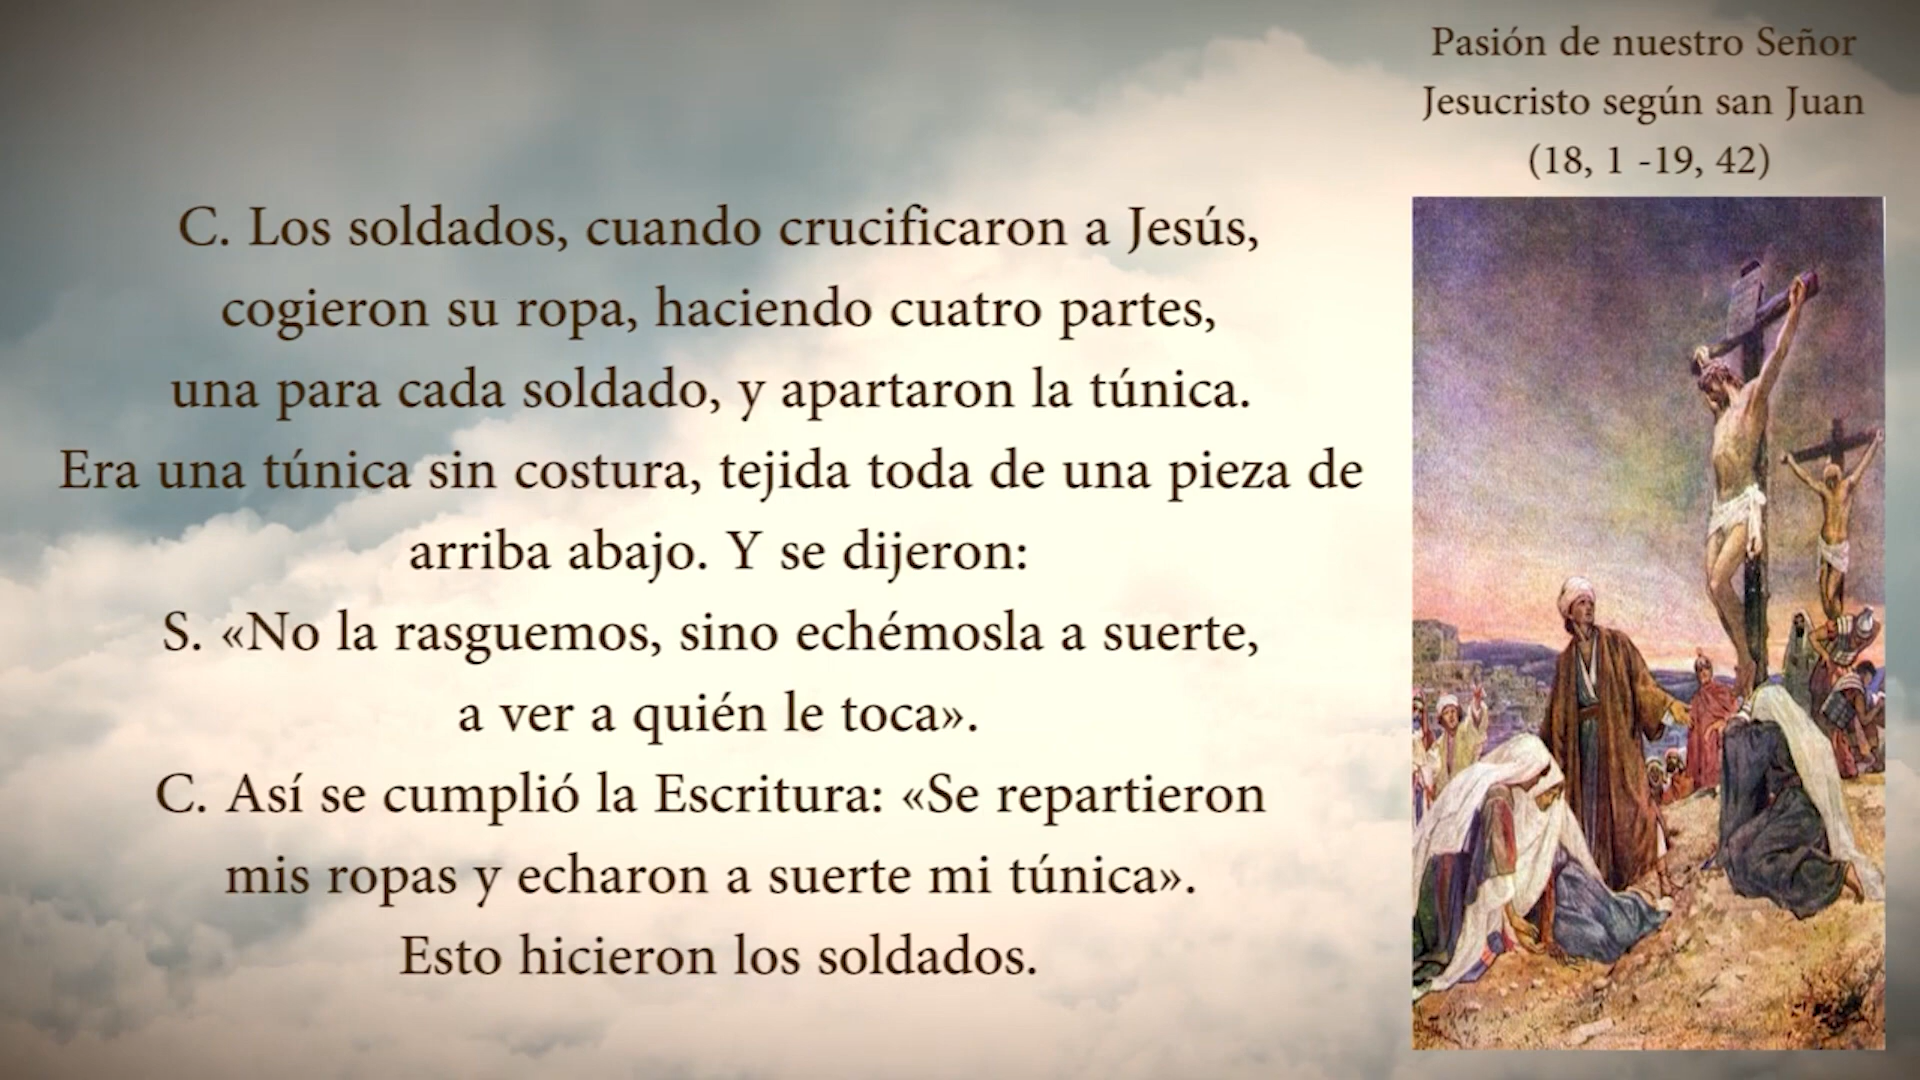 Pasión de nuestro Señor
Jesucristo según san Juan
(18, 1 -19, 42)
C. Los soldados, cuando crucificaron a Jesús,
cogieron su ropa, haciendo cuatro partes,
una para cada soldado, y apartaron la túnica.
Era una túnica sin costura, tejida toda de una pieza de
arriba abajo. Y se dijeron:
S. «No la rasguemos, sino echémosla a suerte,
a ver a quién le toca».
C. Así se cumplió la Escritura: «Se repartieron
mis ropas y echaron a suerte mi túnica».
Esto hicieron los soldados.